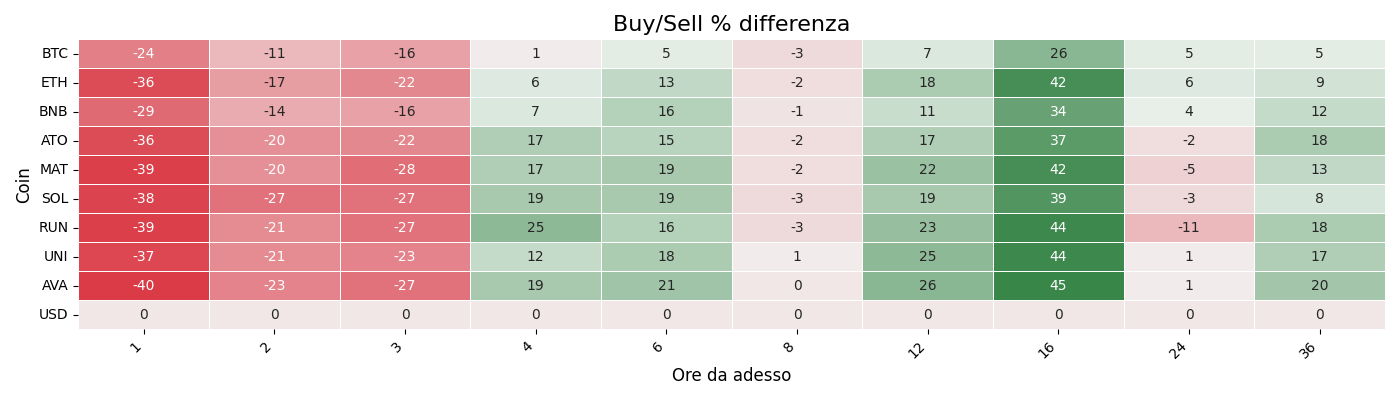 Buy/Sell % differenza
Coin
BTC -24 -11 -16 1 5 -3 7 26 5 5
ETH -36 -17 -22 6 13 -2 18 42 6 9
BNB -29 -14 -16 7 16 -1 11 34 4 12
ATO -36 -20 -22 17 15 -2 17 37 -2 18
MAT -39 -20 -28 17 19 -2 22 42 -5 13
SOL -38 -27 -27 19 19 -3 19 39 -3 8
RUN -39 -21 -27 25 16 -3 23 44 -11 18
UNI -37 -21 -23 12 18 1 25 44 1 17
AVA -40 -23 -27 19 21 0 26 45 1 20
USD 0 0 0 0 0 0 0 0 0 0
1 2 3 4 6 8 12 16 24 36
Ore da adesso